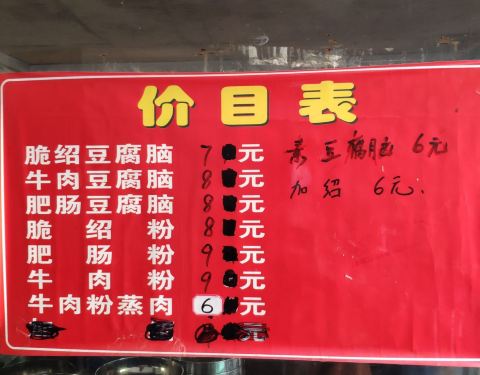 价目表
脆绍豆腐脑 7元
牛肉豆腐脑 8元
肥肠豆腐脑 8元
脆绍粉 8元
肥肠粉 9元
牛肉粉 9元
牛肉粉蒸肉 6元
素豆腐脑 6元
加绍 6元